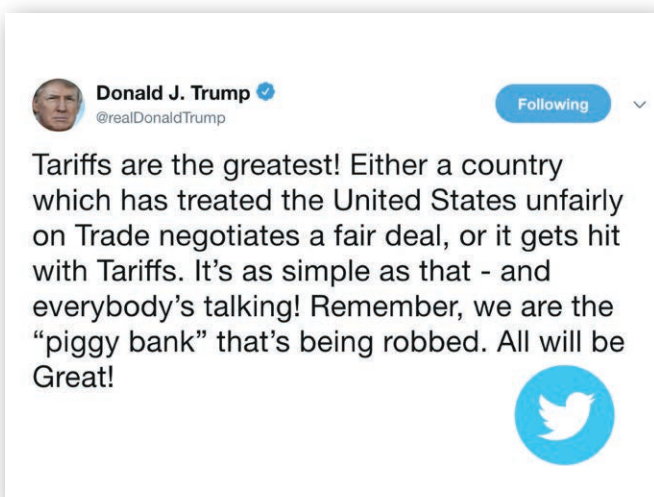 Donald J. Trump
@realDonaldTrump
Following
Tariffs are the greatest! Either a country
which has treated the United States unfairly
on Trade negotiates a fair deal, or it gets hit
with Tariffs. It’s as simple as that - and
everybody’s talking! Remember, we are the
“piggy bank” that’s being robbed. All will be
Great!